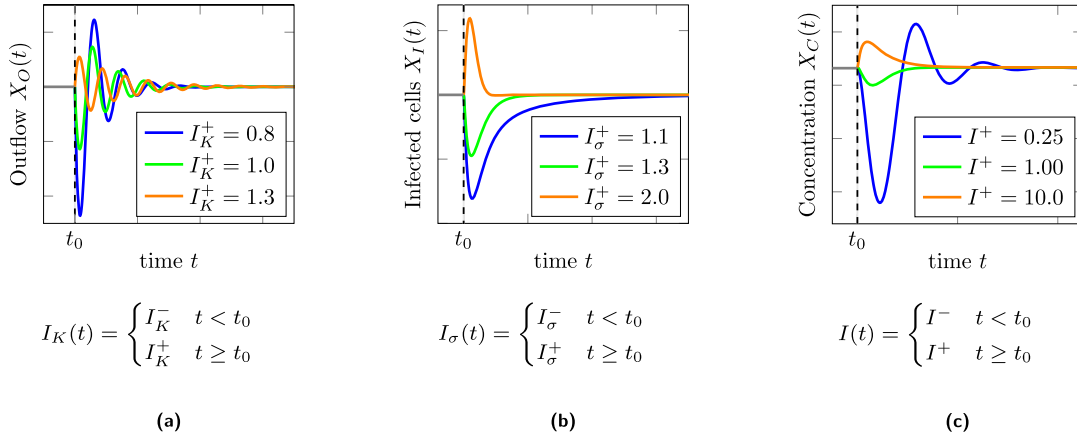 Outflow X_O(t)
I_K^+ = 0.8
I_K^+ = 1.0
I_K^+ = 1.3
t_0
time t
I_K(t) = { I_K^-   t < t_0
I_K^+   t ≥ t_0
(a)
Infected cells X_I(t)
I_σ^+ = 1.1
I_σ^+ = 1.3
I_σ^+ = 2.0
t_0
time t
I_σ(t) = { I_σ^-   t < t_0
I_σ^+   t ≥ t_0
(b)
Concentration X_C(t)
I^+ = 0.25
I^+ = 1.00
I^+ = 10.0
t_0
time t
I(t) = { I^-   t < t_0
I^+   t ≥ t_0
(c)